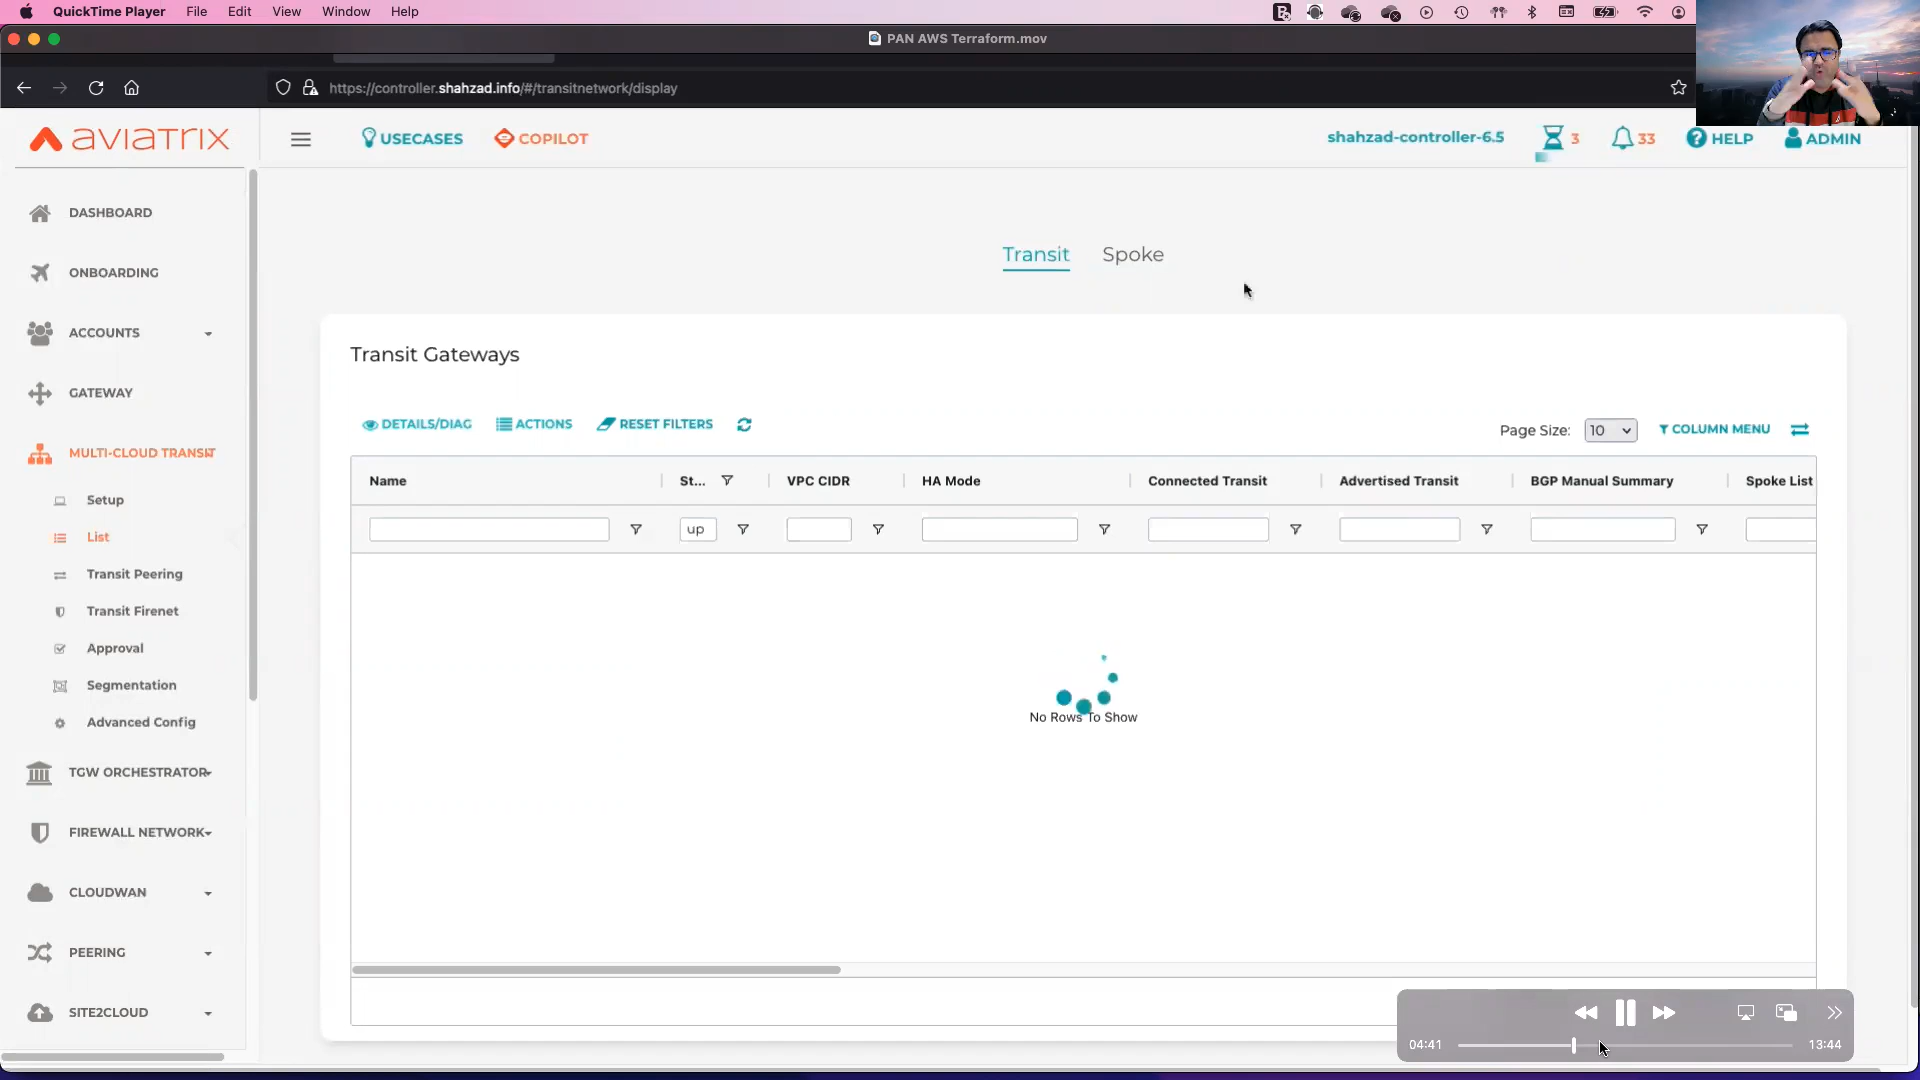 QuickTime Player File Edit View Window Help
PAN AWS Terraform.mov
https://controller.shahzad.info/#/transitnetwork/display
aviatrix
USECASES
COPILOT
shahzad-controller-6.5
3
33
HELP
ADMIN
DASHBOARD
ONBOARDING
ACCOUNTS
GATEWAY
MULTI-CLOUD TRANSIT
Setup
List
Transit Peering
Transit Firenet
Approval
Segmentation
Advanced Config
TGW ORCHESTRATOR
FIREWALL NETWORK
CLOUDWAN
PEERING
SITE2CLOUD
Transit Spoke
Transit Gateways
DETAILS/DIAG ACTIONS RESET FILTERS
Page Size: 10 COLUMN MENU
Name St... VPC CIDR HA Mode Connected Transit Advertised Transit BGP Manual Summary Spoke List
up
No Rows To Show
04:41 13:44